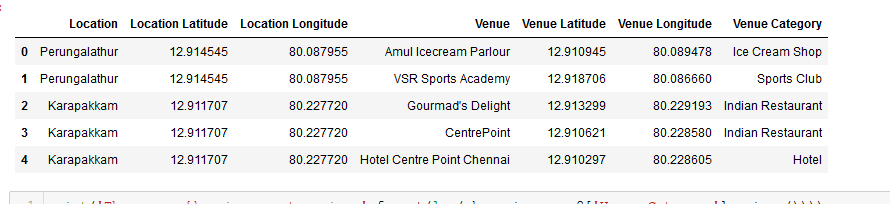 Location Location Latitude Location Longitude Venue Venue Latitude Venue Longitude Venue Category
0 Perungalathur 12.914545 80.087955 Amul Icecream Parlour 12.910945 80.089478 Ice Cream Shop
1 Perungalathur 12.914545 80.087955 VSR Sports Academy 12.918706 80.086660 Sports Club
2 Karapakkam 12.911707 80.227720 Gourmad's Delight 12.913299 80.229193 Indian Restaurant
3 Karapakkam 12.911707 80.227720 CentrePoint 12.910621 80.228580 Indian Restaurant
4 Karapakkam 12.911707 80.227720 Hotel Centre Point Chennai 12.910297 80.228605 Hotel